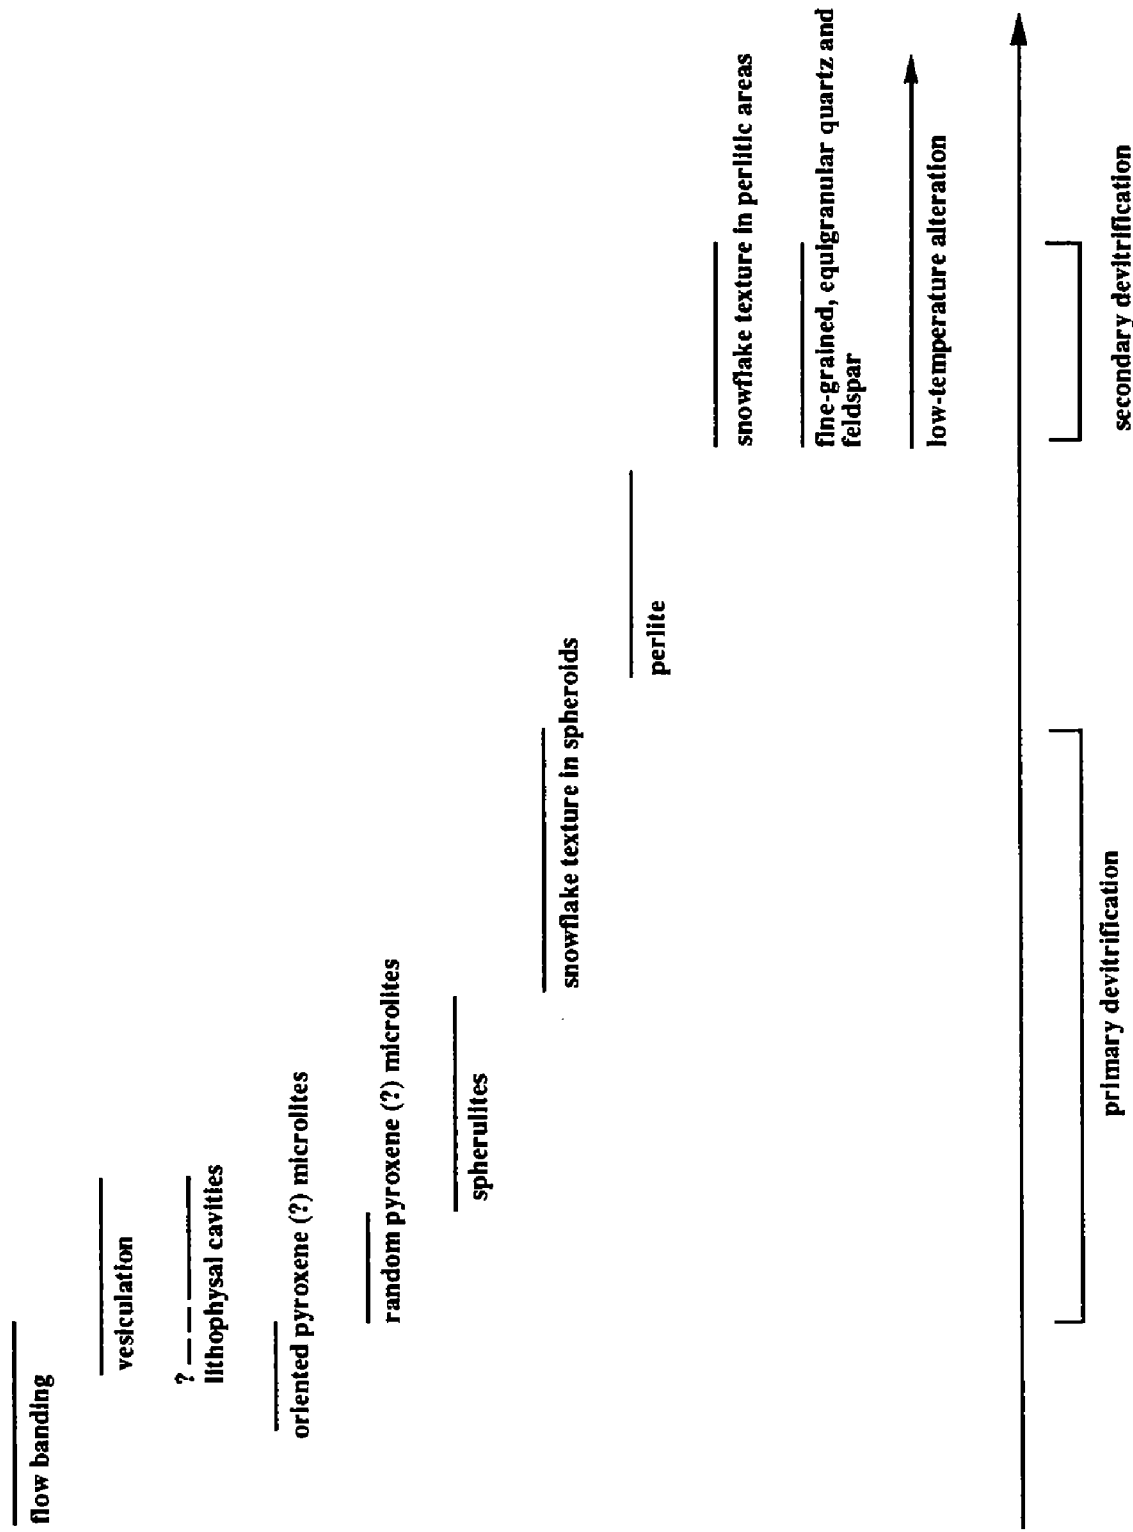 flow banding
vesiculation
?
lithophysal cavities
oriented pyroxene (?) microlites
random pyroxene (?) microlites
spherulites
snowflake texture in spheroids
perlite
snowflake texture in perlitic areas
fine-grained, equigranular quartz and
feldspar
low-temperature alteration
primary devitrification
secondary devitrification